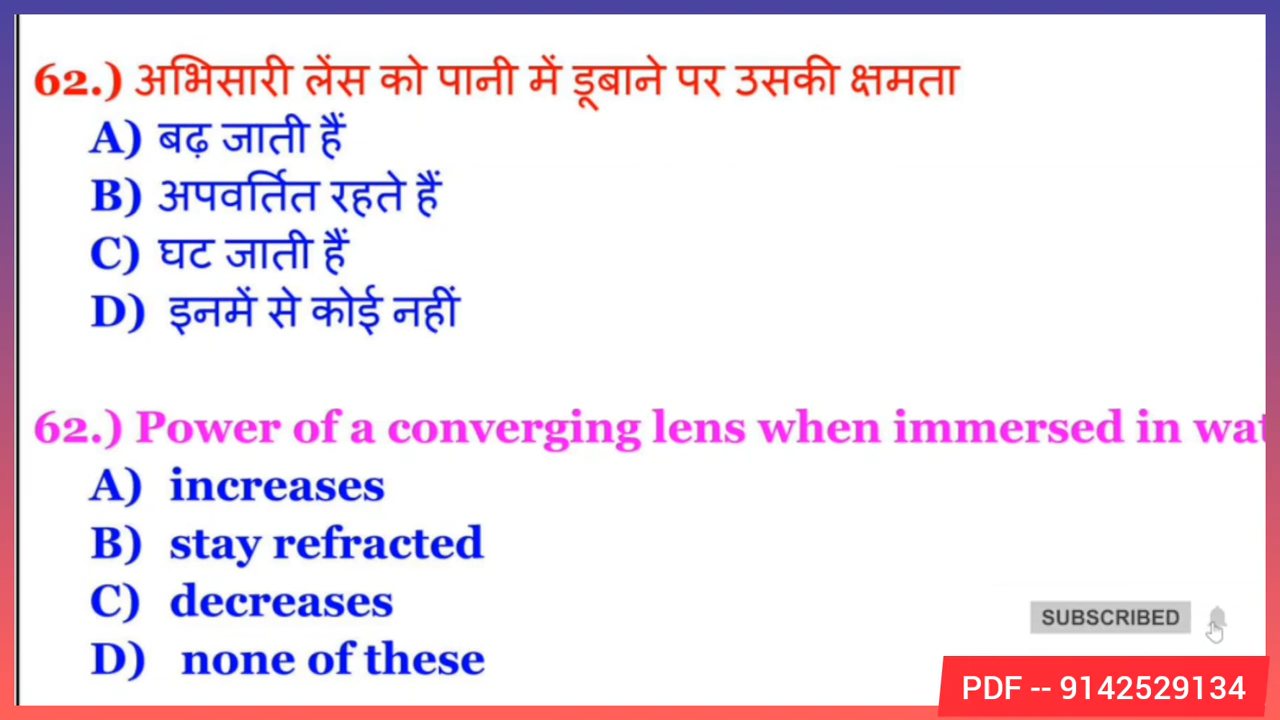 62.) अभिसारी लेंस को पानी में डूबाने पर उसकी क्षमता
A) बढ़ जाती हैं
B) अपवर्तित रहते हैं
C) घट जाती हैं
D) इनमें से कोई नहीं
62.) Power of a converging lens when immersed in wat
A) increases
B) stay refracted
C) decreases
D) none of these
SUBSCRIBED
PDF -- 9142529134